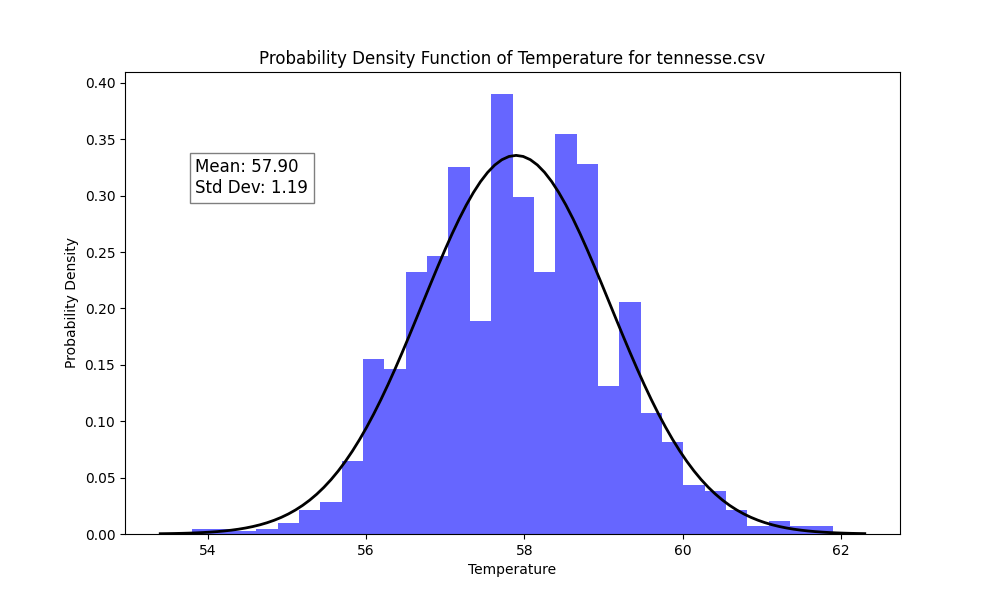 Probability Density Function of Temperature for tennesse.csv
0.40
0.35
0.30
0.25
0.20
0.15
0.10
0.05
0.00
Probability Density
Mean: 57.90
Std Dev: 1.19
54 56 58 60 62
Temperature